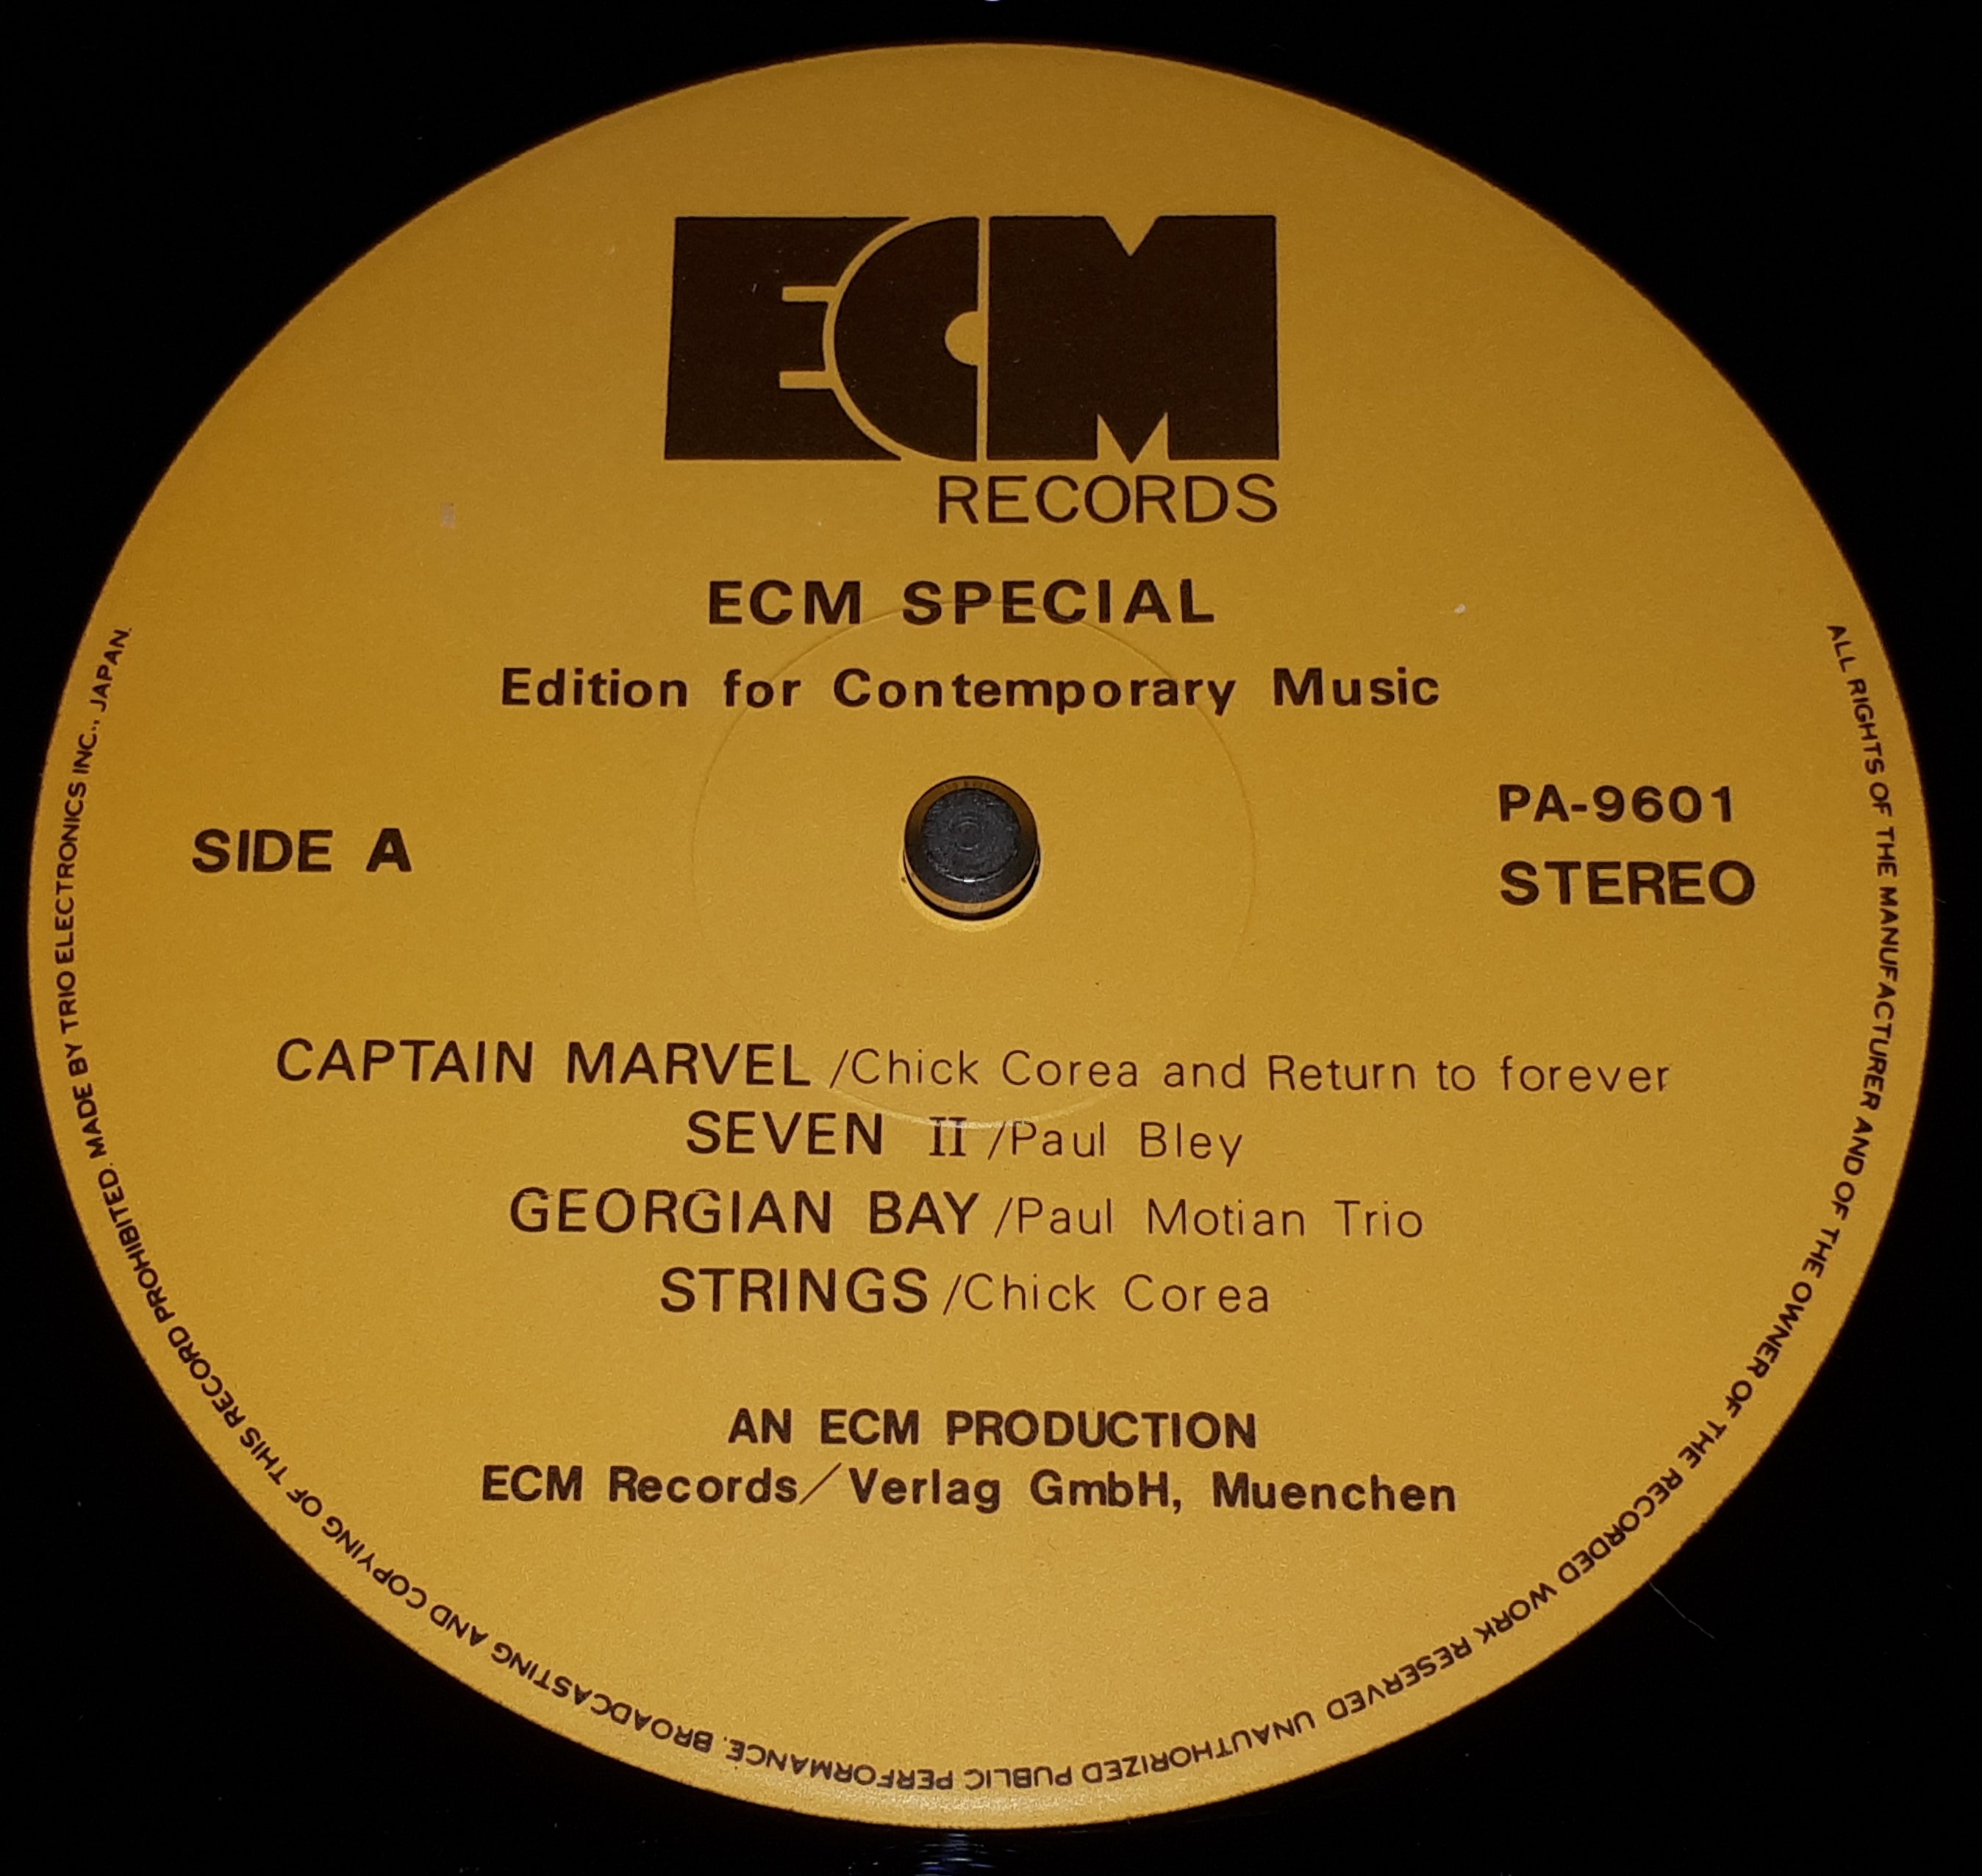 ECM
RECORDS
ECM SPECIAL
Edition for Contemporary Music
SIDE A
PA-9601
STEREO
CAPTAIN MARVEL /Chick Corea and Return to forever
SEVEN II /Paul Bley
GEORGIAN BAY /Paul Motian Trio
STRINGS /Chick Corea
AN ECM PRODUCTION
ECM Records/Verlag GmbH, Muenchen
ALL RIGHTS OF THE MANUFACTURER AND OF THE OWNER OF THE RECORDED WORK RESERVED UNAUTHORIZED PUBLIC PERFORMANCE. BROADCASTING AND COPYING OF THIS RECORD PROHIBITED. MADE BY TRIO ELECTRONICS INC., JAPAN.